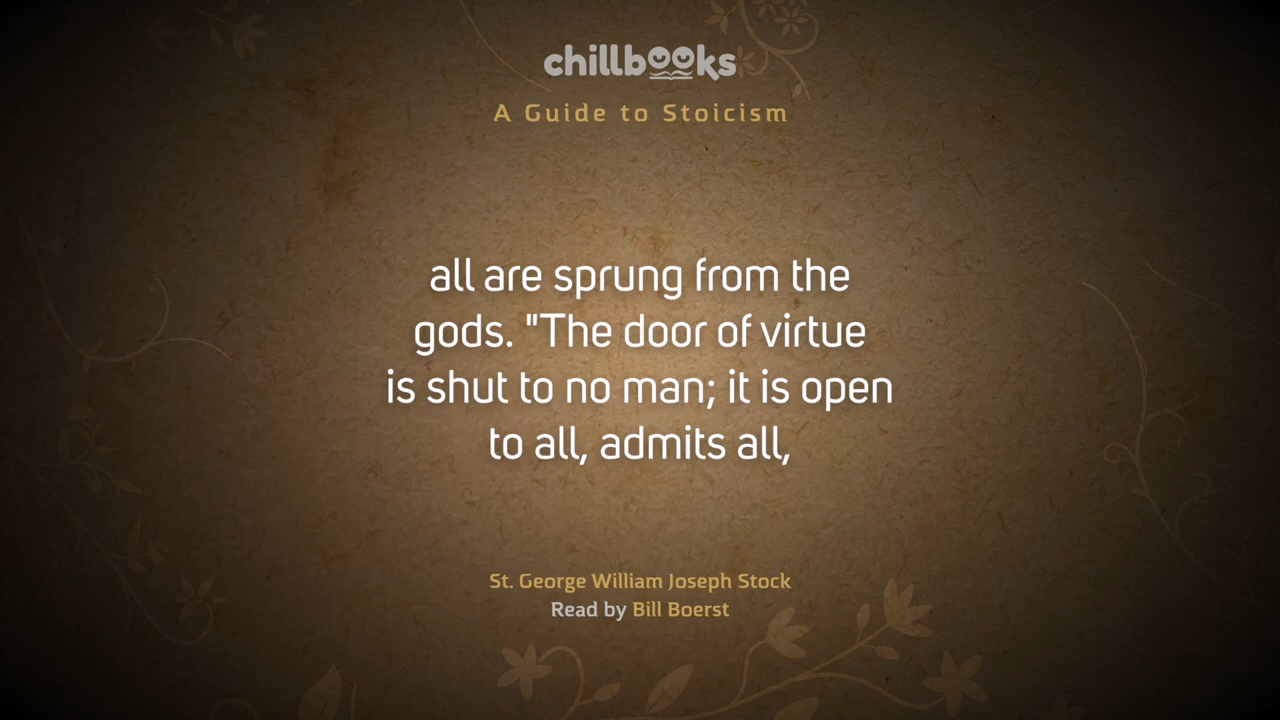 chillbooks
A Guide to Stoicism
all are sprung from the
gods. "The door of virtue
is shut to no man; it is open
to all, admits all,
St. George William Joseph Stock
Read by Bill Boerst